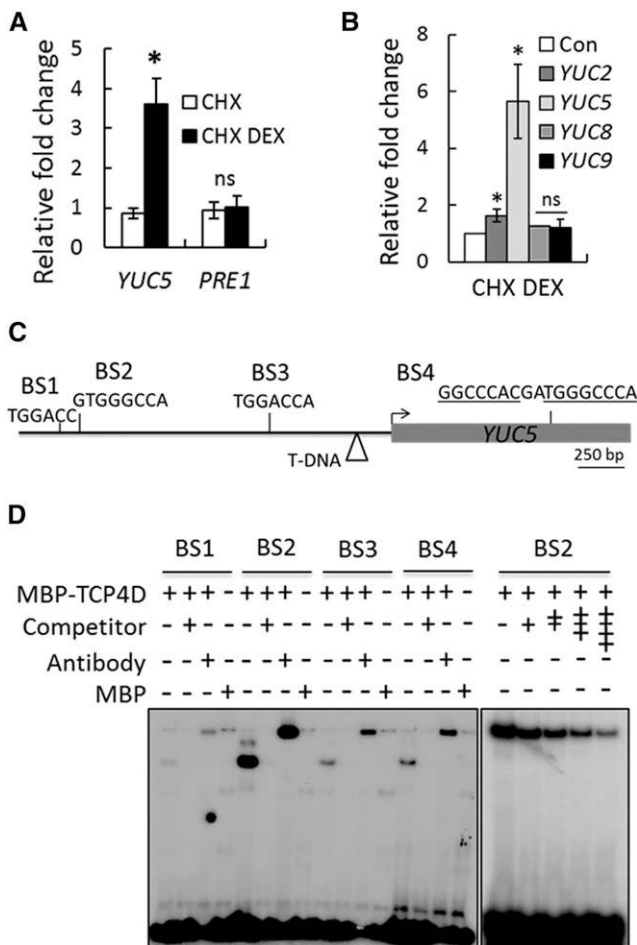 A
Relative fold change
5
4
3
2
1
0
*
ns
CHX
CHX DEX
YUC5 PRE1
B
Relative fold change
8
6
4
2
0
*
*
ns
Con
YUC2
YUC5
YUC8
YUC9
CHX DEX
C
BS1 BS2 BS3 BS4
TGGACC GTGGGCCA TGGACCA GGCCCACGATGGGCCCA
T-DNA
YUC5
250 bp
D
BS1 BS2 BS3 BS4 BS2
MBP-TCP4D + + + - + + + - + + + - + + + - + + + + +
Competitor - + - - - + - - - + - - - + - - - + ++ +++ ++++
Antibody - - + - - - + - - - + - - - + - - - - - -
MBP - - - + - - - + - - - + - - - + - - - - -